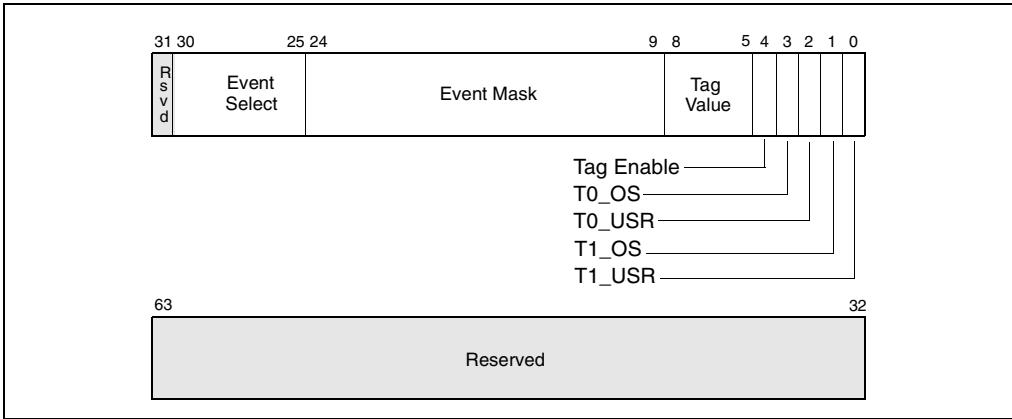 31 30 25 24 9 8 5 4 3 2 1 0
R
s
v
d
Event
Select
Event Mask
Tag
Value
Tag Enable
T0_OS
T0_USR
T1_OS
T1_USR
63 32
Reserved